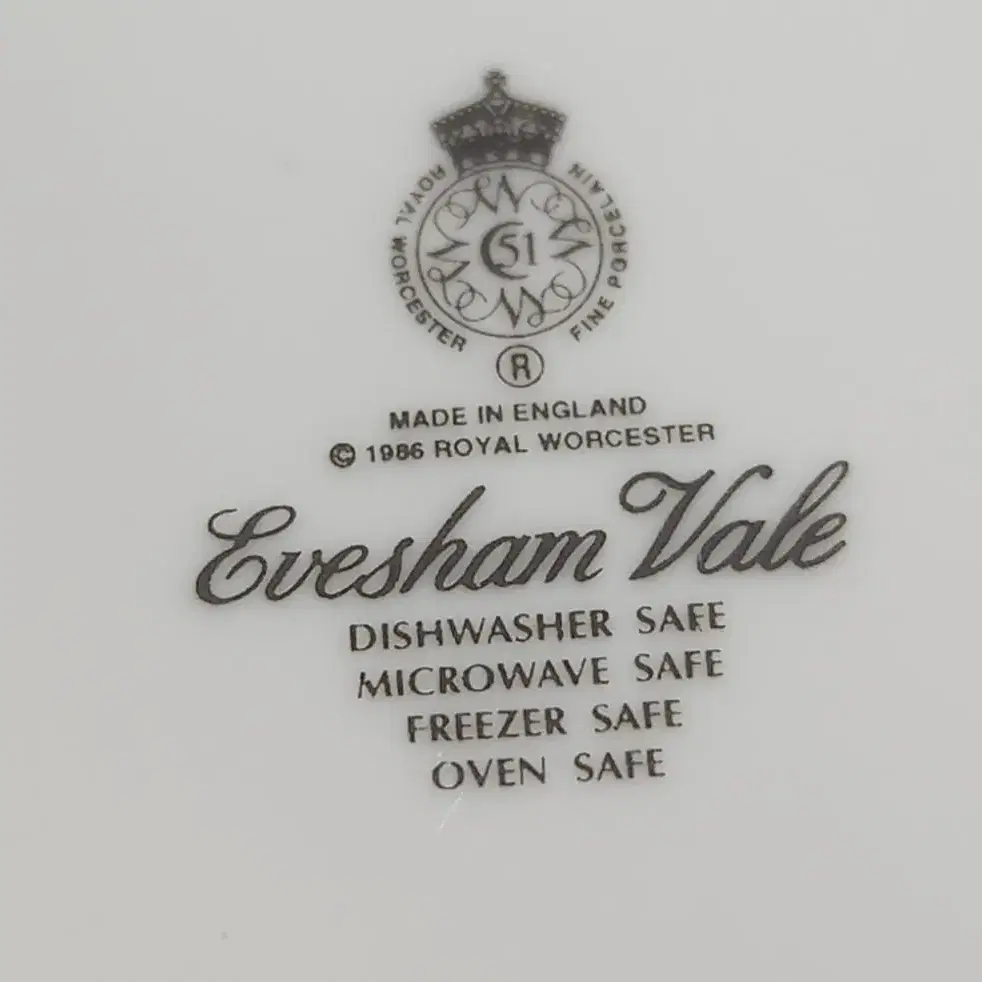 ROYAL WORCESTER
FINE PORCELAIN
51
R
MADE IN ENGLAND
© 1986 ROYAL WORCESTER
Evesham Vale
DISHWASHER SAFE
MICROWAVE SAFE
FREEZER SAFE
OVEN SAFE